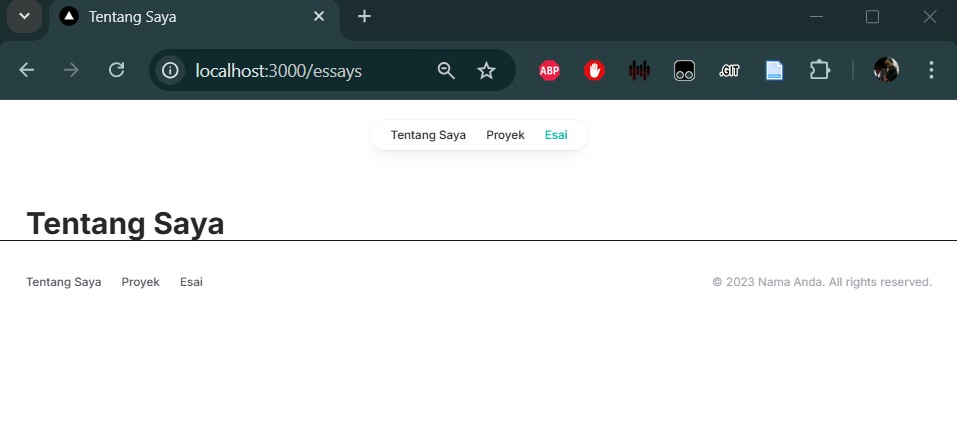 Tentang Saya
localhost:3000/essays
ABP
.GIT
Tentang Saya Proyek Esai
Tentang Saya
Tentang Saya Proyek Esai © 2023 Nama Anda. All rights reserved.